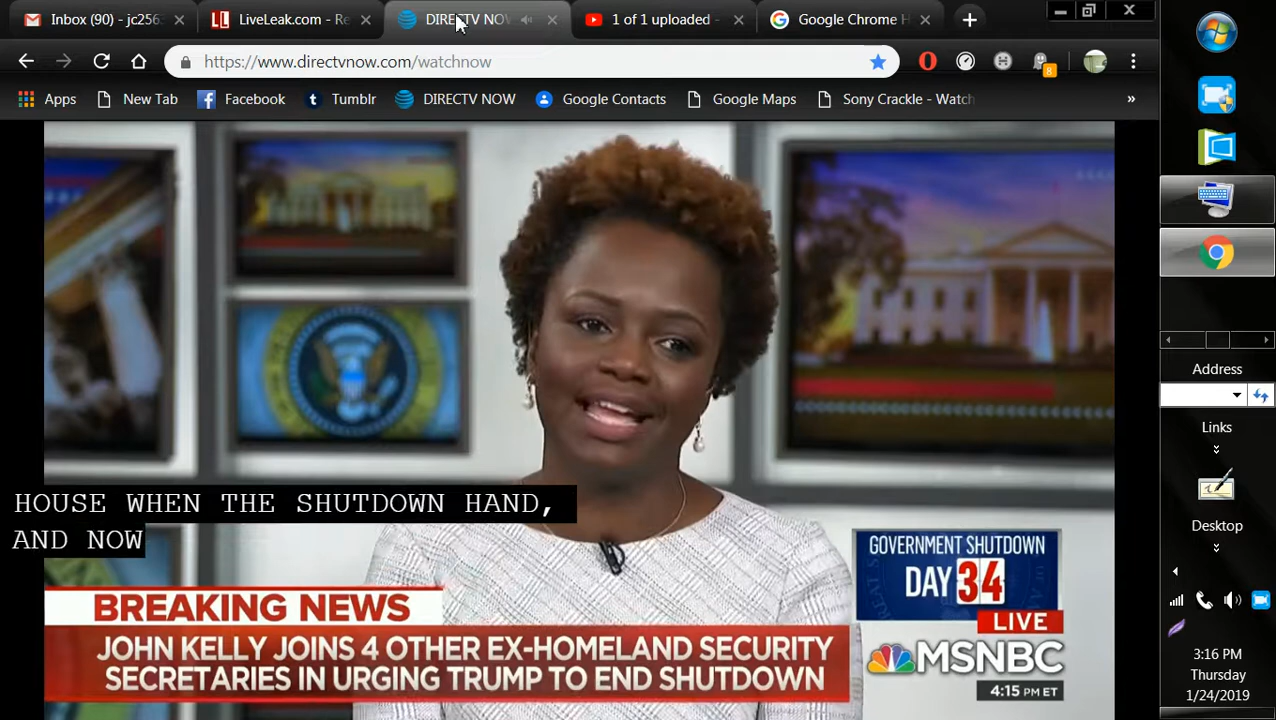 Inbox (90) - jc256
LiveLeak.com - Re
DIRECTV NOW
1 of 1 uploaded -
Google Chrome H
https://www.directvnow.com/watchnow
8
Apps
New Tab
Facebook
Tumblr
DIRECTV NOW
Google Contacts
Google Maps
Sony Crackle - Watch
»
Address
Links
Desktop
HOUSE WHEN THE SHUTDOWN HAND,
AND NOW
GOVERNMENT SHUTDOWN
DAY 34
BREAKING NEWS
LIVE
JOHN KELLY JOINS 4 OTHER EX-HOMELAND SECURITY
SECRETARIES IN URGING TRUMP TO END SHUTDOWN
MSNBC
4:15 PM ET
3:16 PM
Thursday
1/24/2019